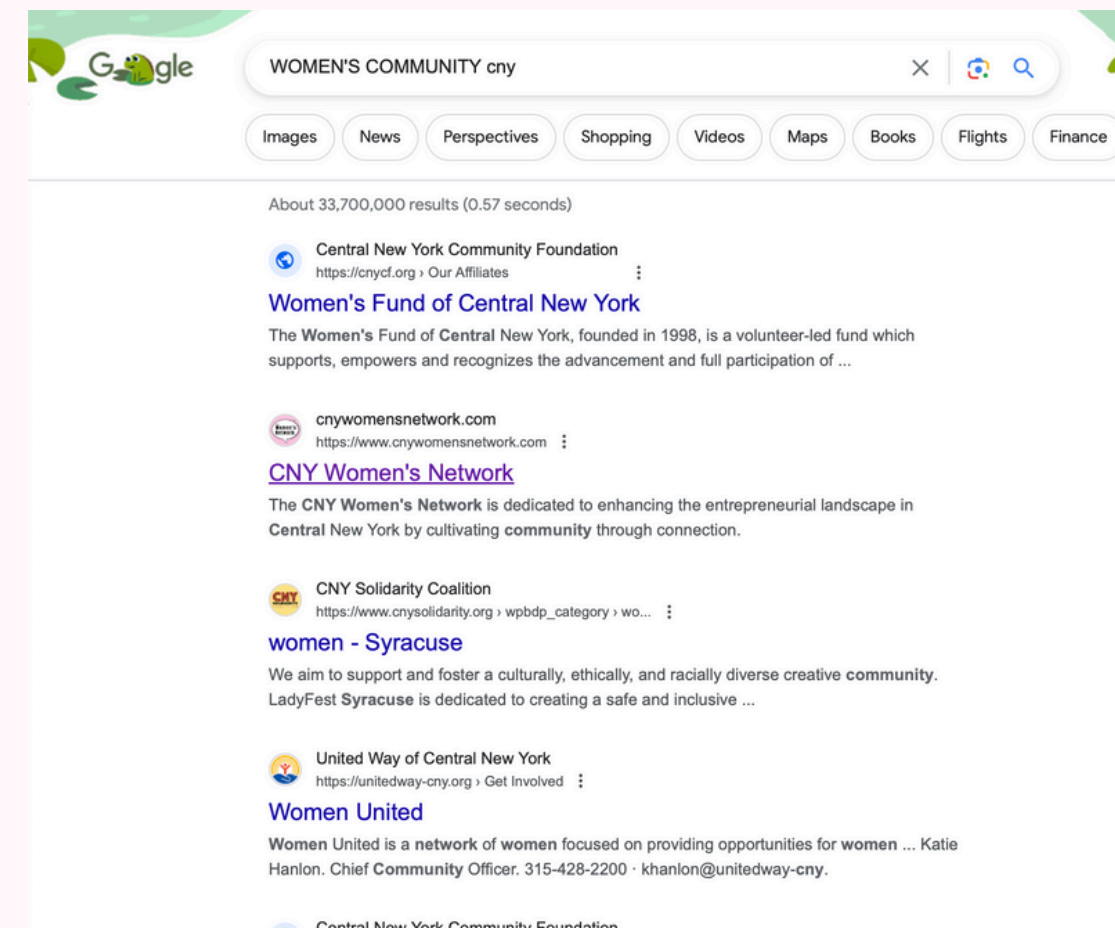 Google
WOMEN'S COMMUNITY cny
Images
News
Perspectives
Shopping
Videos
Maps
Books
Flights
Finance
About 33,700,000 results (0.57 seconds)
Central New York Community Foundation
https://cnycf.org › Our Affiliates
Women's Fund of Central New York
The Women's Fund of Central New York, founded in 1998, is a volunteer-led fund which
supports, empowers and recognizes the advancement and full participation of ...
cnywomensnetwork.com
https://www.cnywomensnetwork.com
CNY Women's Network
The CNY Women's Network is dedicated to enhancing the entrepreneurial landscape in
Central New York by cultivating community through connection.
CNY
CNY Solidarity Coalition
https://www.cnysolidarity.org › wpbdp_category › wo...
women - Syracuse
We aim to support and foster a culturally, ethically, and racially diverse creative community.
LadyFest Syracuse is dedicated to creating a safe and inclusive ...
United Way of Central New York
https://unitedway-cny.org › Get Involved
Women United
Women United is a network of women focused on providing opportunities for women ... Katie
Hanlon. Chief Community Officer. 315-428-2200 · khanlon@unitedway-cny.
Central New York Community Foundation